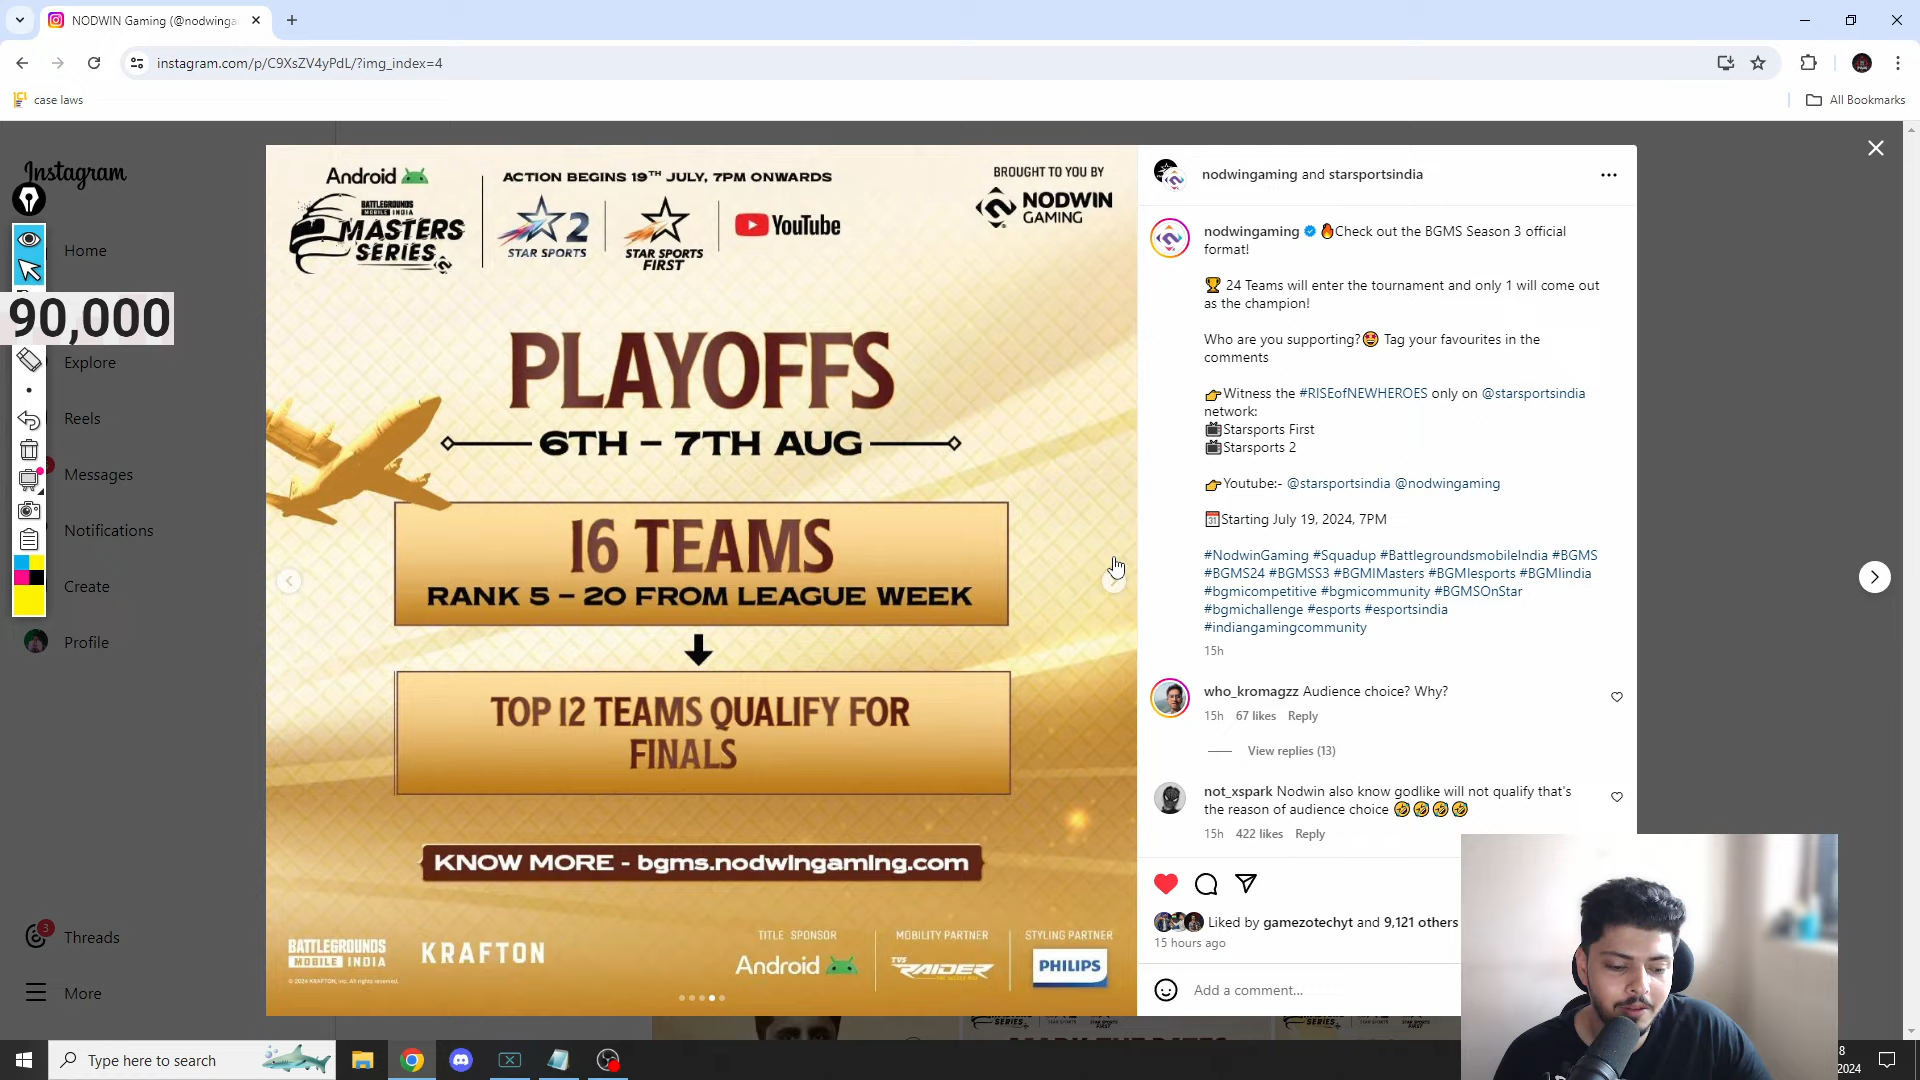 NODWIN Gaming (@nodwinga
instagram.com/p/C9XsZV4yPdL/?img_index=4
case laws
All Bookmarks
Instagram
Home
90,000
Explore
Reels
Messages
Notifications
Create
Profile
3
Threads
More
Android
BATTLEGROUNDS
MOBILE INDIA
MASTERS
SERIES
ACTION BEGINS 19TH JULY, 7PM ONWARDS
2
STAR SPORTS
STAR SPORTS
FIRST
YouTube
BROUGHT TO YOU BY
NODWIN
GAMING
PLAYOFFS
6TH – 7TH AUG
16 TEAMS
RANK 5 – 20 FROM LEAGUE WEEK
TOP 12 TEAMS QUALIFY FOR
FINALS
KNOW MORE - bgms.nodwingaming.com
BATTLEGROUNDS
MOBILE INDIA
© 2024 KRAFTON, Inc. All rights reserved.
KRAFTON
TITLE SPONSOR
Android
MOBILITY PARTNER
TVS
RAIDER
STYLING PARTNER
PHILIPS
nodwingaming and starsportsindia
nodwingaming 🔥Check out the BGMS Season 3 official
format!
🏆 24 Teams will enter the tournament and only 1 will come out
as the champion!
Who are you supporting?🤩 Tag your favourites in the
comments
👉Witness the #RISEofNEWHEROES only on @starsportsindia
network:
📺Starsports First
📺Starsports 2
👉Youtube:- @starsportsindia @nodwingaming
📅Starting July 19, 2024, 7PM
#NodwinGaming #Squadup #BattlegroundsmobileIndia #BGMS
#BGMS24 #BGMSS3 #BGMIMasters #BGMIesports #BGMIindia
#bgmicompetitive #bgmicommunity #BGMSOnStar
#bgmichallenge #esports #esportsindia
#indiangamingcommunity
15h
who_kromagzz Audience choice? Why?
15h 67 likes Reply
View replies (13)
not_xspark Nodwin also know godlike will not qualify that's
the reason of audience choice 🤣🤣🤣🤣
15h 422 likes Reply
Liked by gamezotechyt and 9,121 others
15 hours ago
Add a comment...
SERIES
Type here to search
8
2024